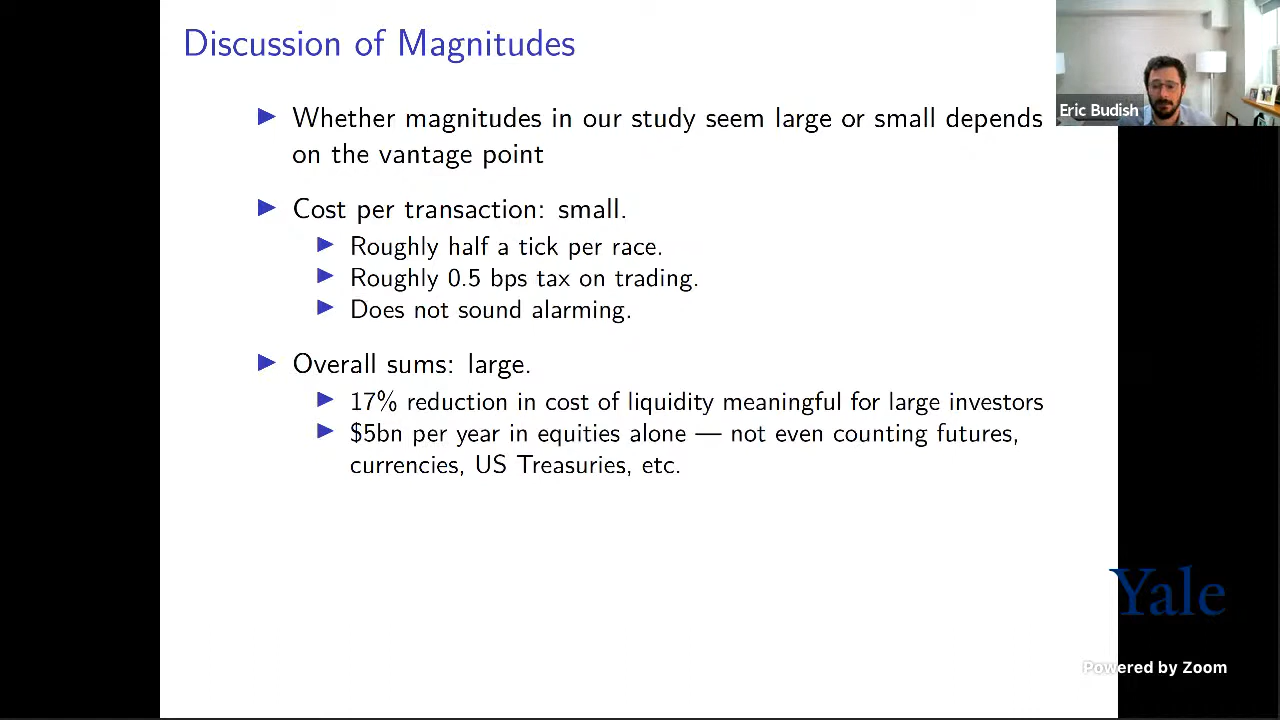 Discussion of Magnitudes
Whether magnitudes in our study seem large or small depends
on the vantage point
Cost per transaction: small.
Roughly half a tick per race.
Roughly 0.5 bps tax on trading.
Does not sound alarming.
Overall sums: large.
17% reduction in cost of liquidity meaningful for large investors
$5bn per year in equities alone — not even counting futures,
currencies, US Treasuries, etc.
Eric Budish
Yale
Powered by Zoom